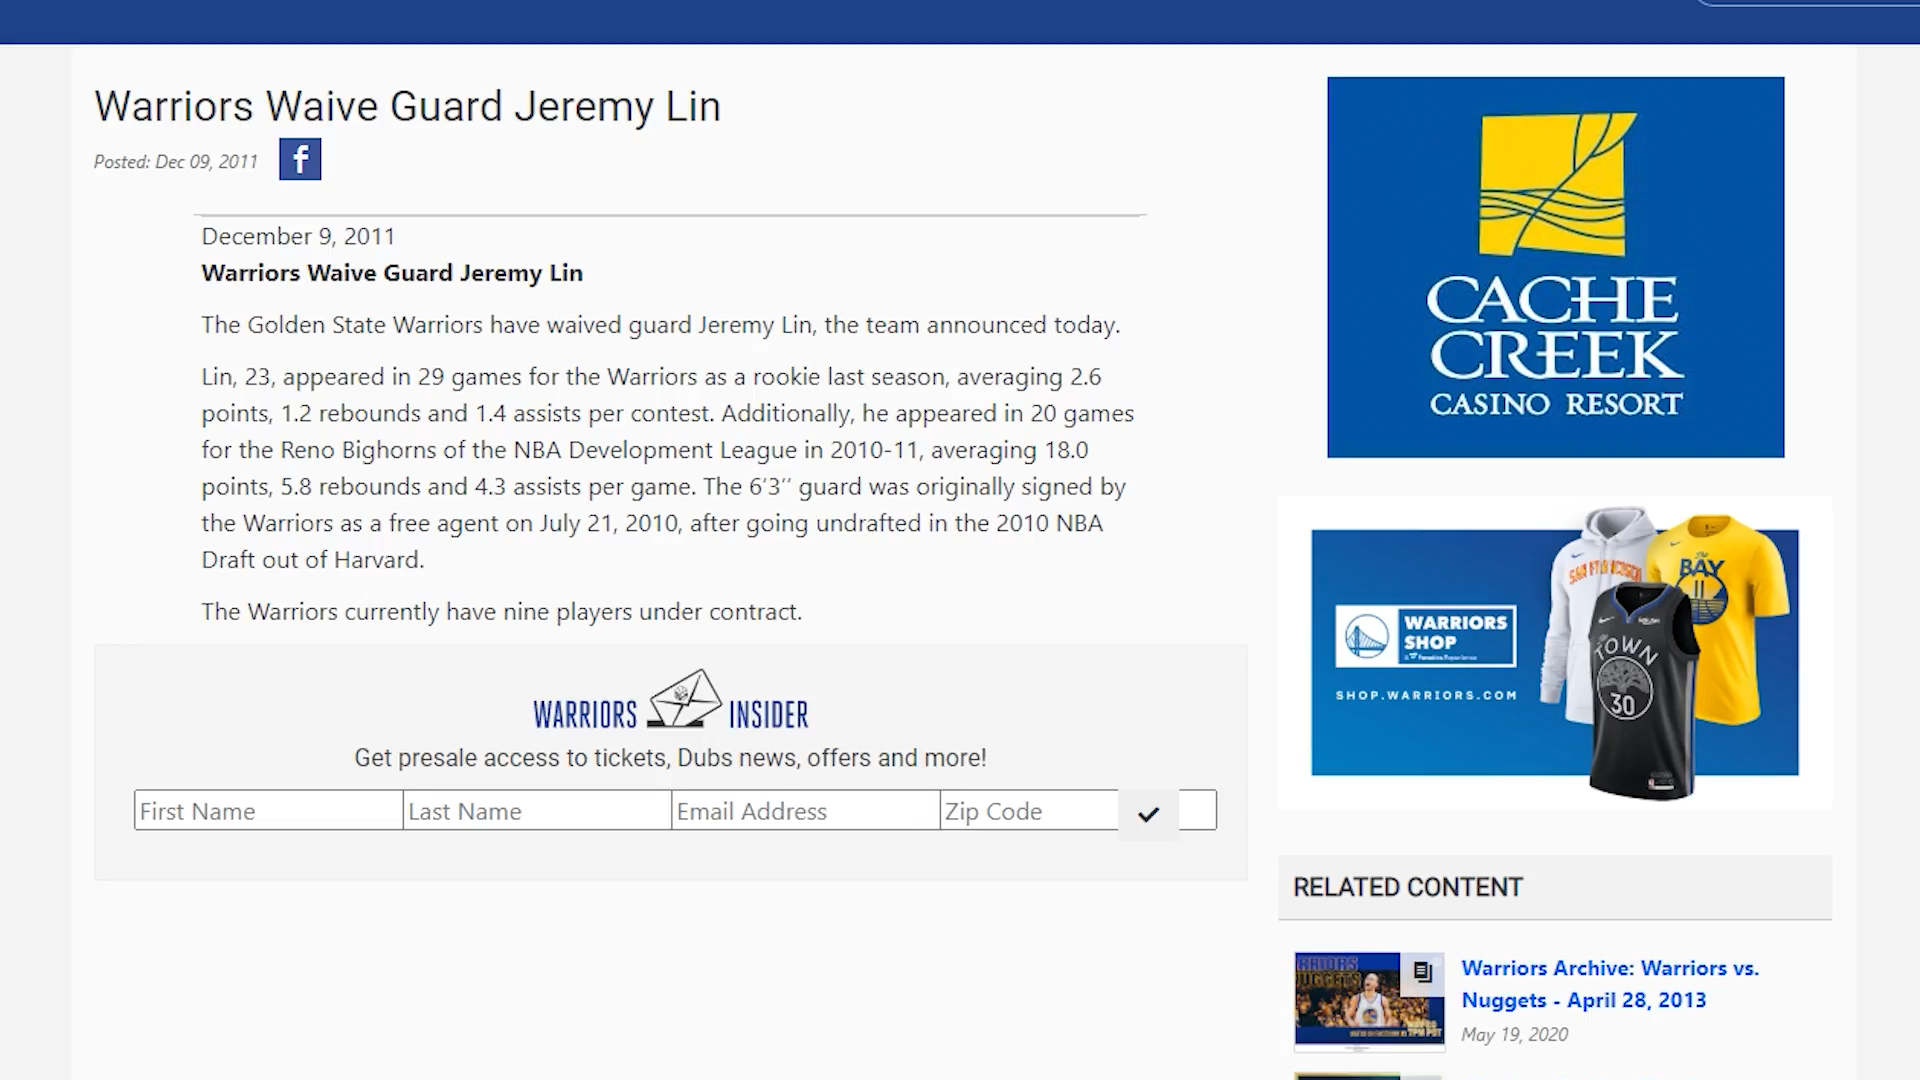 Warriors Waive Guard Jeremy Lin
Posted: Dec 09, 2011
December 9, 2011
Warriors Waive Guard Jeremy Lin
The Golden State Warriors have waived guard Jeremy Lin, the team announced today.
Lin, 23, appeared in 29 games for the Warriors as a rookie last season, averaging 2.6
points, 1.2 rebounds and 1.4 assists per contest. Additionally, he appeared in 20 games
for the Reno Bighorns of the NBA Development League in 2010-11, averaging 18.0
points, 5.8 rebounds and 4.3 assists per game. The 6‘3‘‘ guard was originally signed by
the Warriors as a free agent on July 21, 2010, after going undrafted in the 2010 NBA
Draft out of Harvard.
The Warriors currently have nine players under contract.
WARRIORS INSIDER
Get presale access to tickets, Dubs news, offers and more!
First Name
Last Name
Email Address
Zip Code
CACHE
CREEK
CASINO RESORT
WARRIORS
SHOP
SHOP.WARRIORS.COM
SAN FRANCISCO
The
BAY
11
TOWN
30
RELATED CONTENT
Warriors Archive: Warriors vs.
Nuggets - April 28, 2013
May 19, 2020